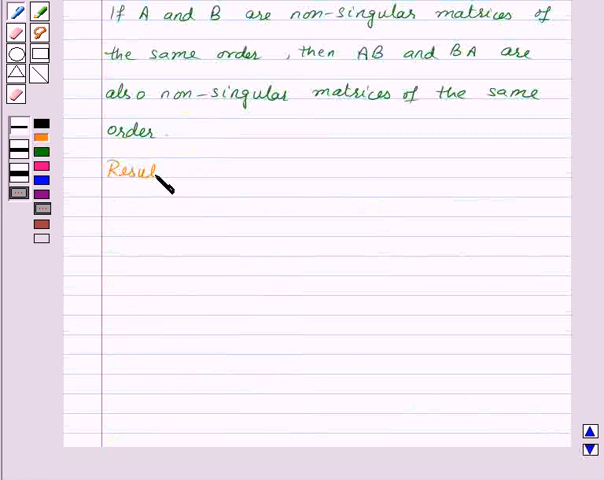 If A and B are non-singular matrices of
the same order, then AB and BA are
also non-singular matrices of the same
order.
Resul